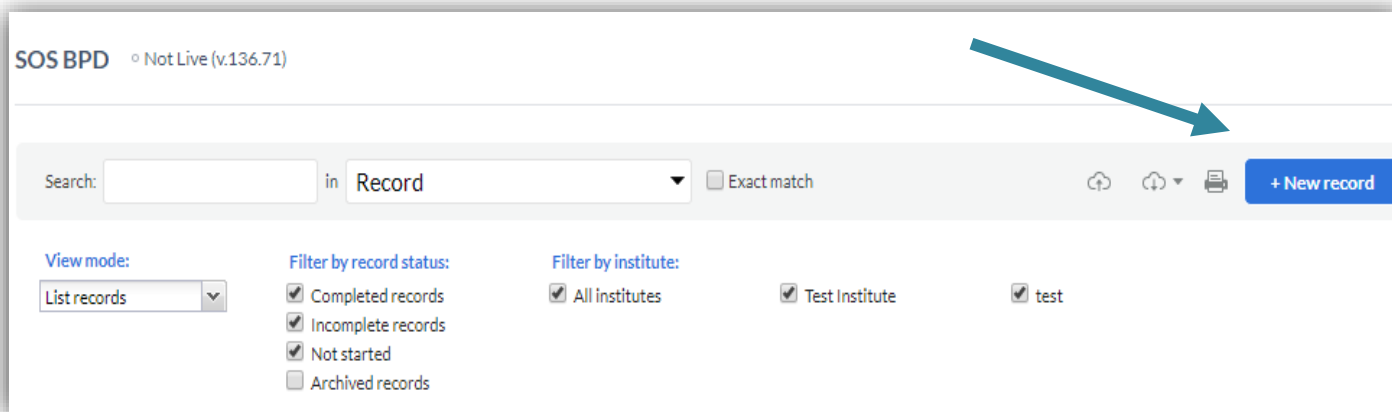 SOS BPD Not Live (v.136.71)
Search: in Record Exact match + New record
View mode: Filter by record status: Filter by institute:
List records Completed records All institutes Test Institute test
Incomplete records
Not started
Archived records